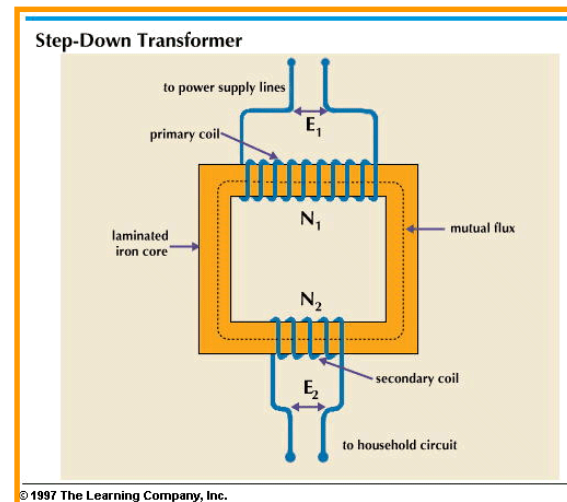 Step-Down Transformer
to power supply lines
E1
primary coil
N1
laminated
iron core
mutual flux
N2
secondary coil
E2
to household circuit
© 1997 The Learning Company, Inc.